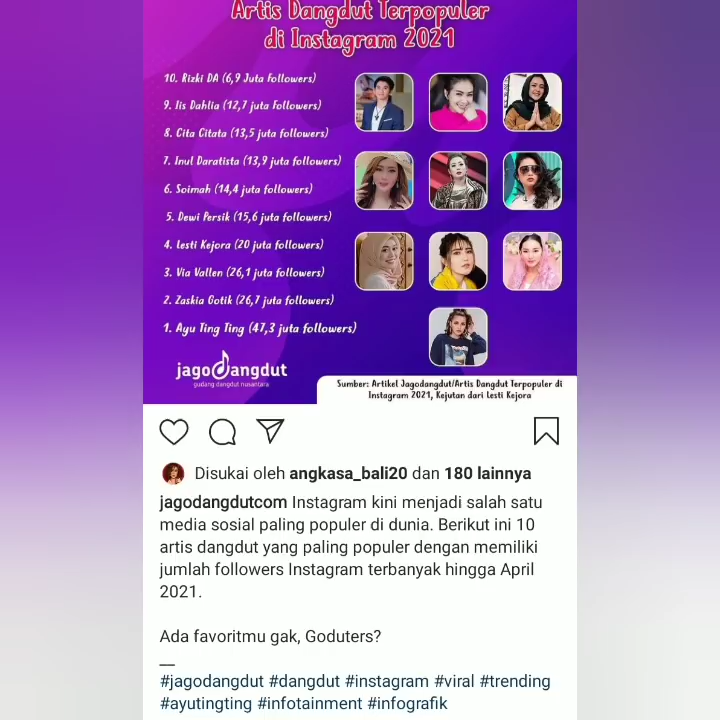 Artis Dangdut Terpopuler
di Instagram 2021
10. Rizki DA (6,9 Juta followers)
9. Iis Dahlia (12,7 juta Followers)
8. Cita Citata (13,5 juta followers)
7. Inul Daratista (13,9 juta followers)
6. Soimah (14,4 juta followers)
5. Dewi Persik (15,6 juta followers)
4. Lesti Kejora (20 juta followers)
3. Via Vallen (26,1 juta followers)
2. Zaskia Gotik (26,7 juta followers)
1. Ayu Ting Ting (47,3 juta followers)
jagodangdut
gudang dangdut nusantara
Sumber: Artikel Jagodangdut/Artis Dangdut Terpopuler di
Instagram 2021, Kejutan dari Lesti Kejora
Disukai oleh angkasa_bali20 dan 180 lainnya
jagodangdutcom Instagram kini menjadi salah satu
media sosial paling populer di dunia. Berikut ini 10
artis dangdut yang paling populer dengan memiliki
jumlah followers Instagram terbanyak hingga April
2021.
Ada favoritmu gak, Goduters?
__
#jagodangdut #dangdut #instagram #viral #trending
#ayutingting #infotainment #infografik